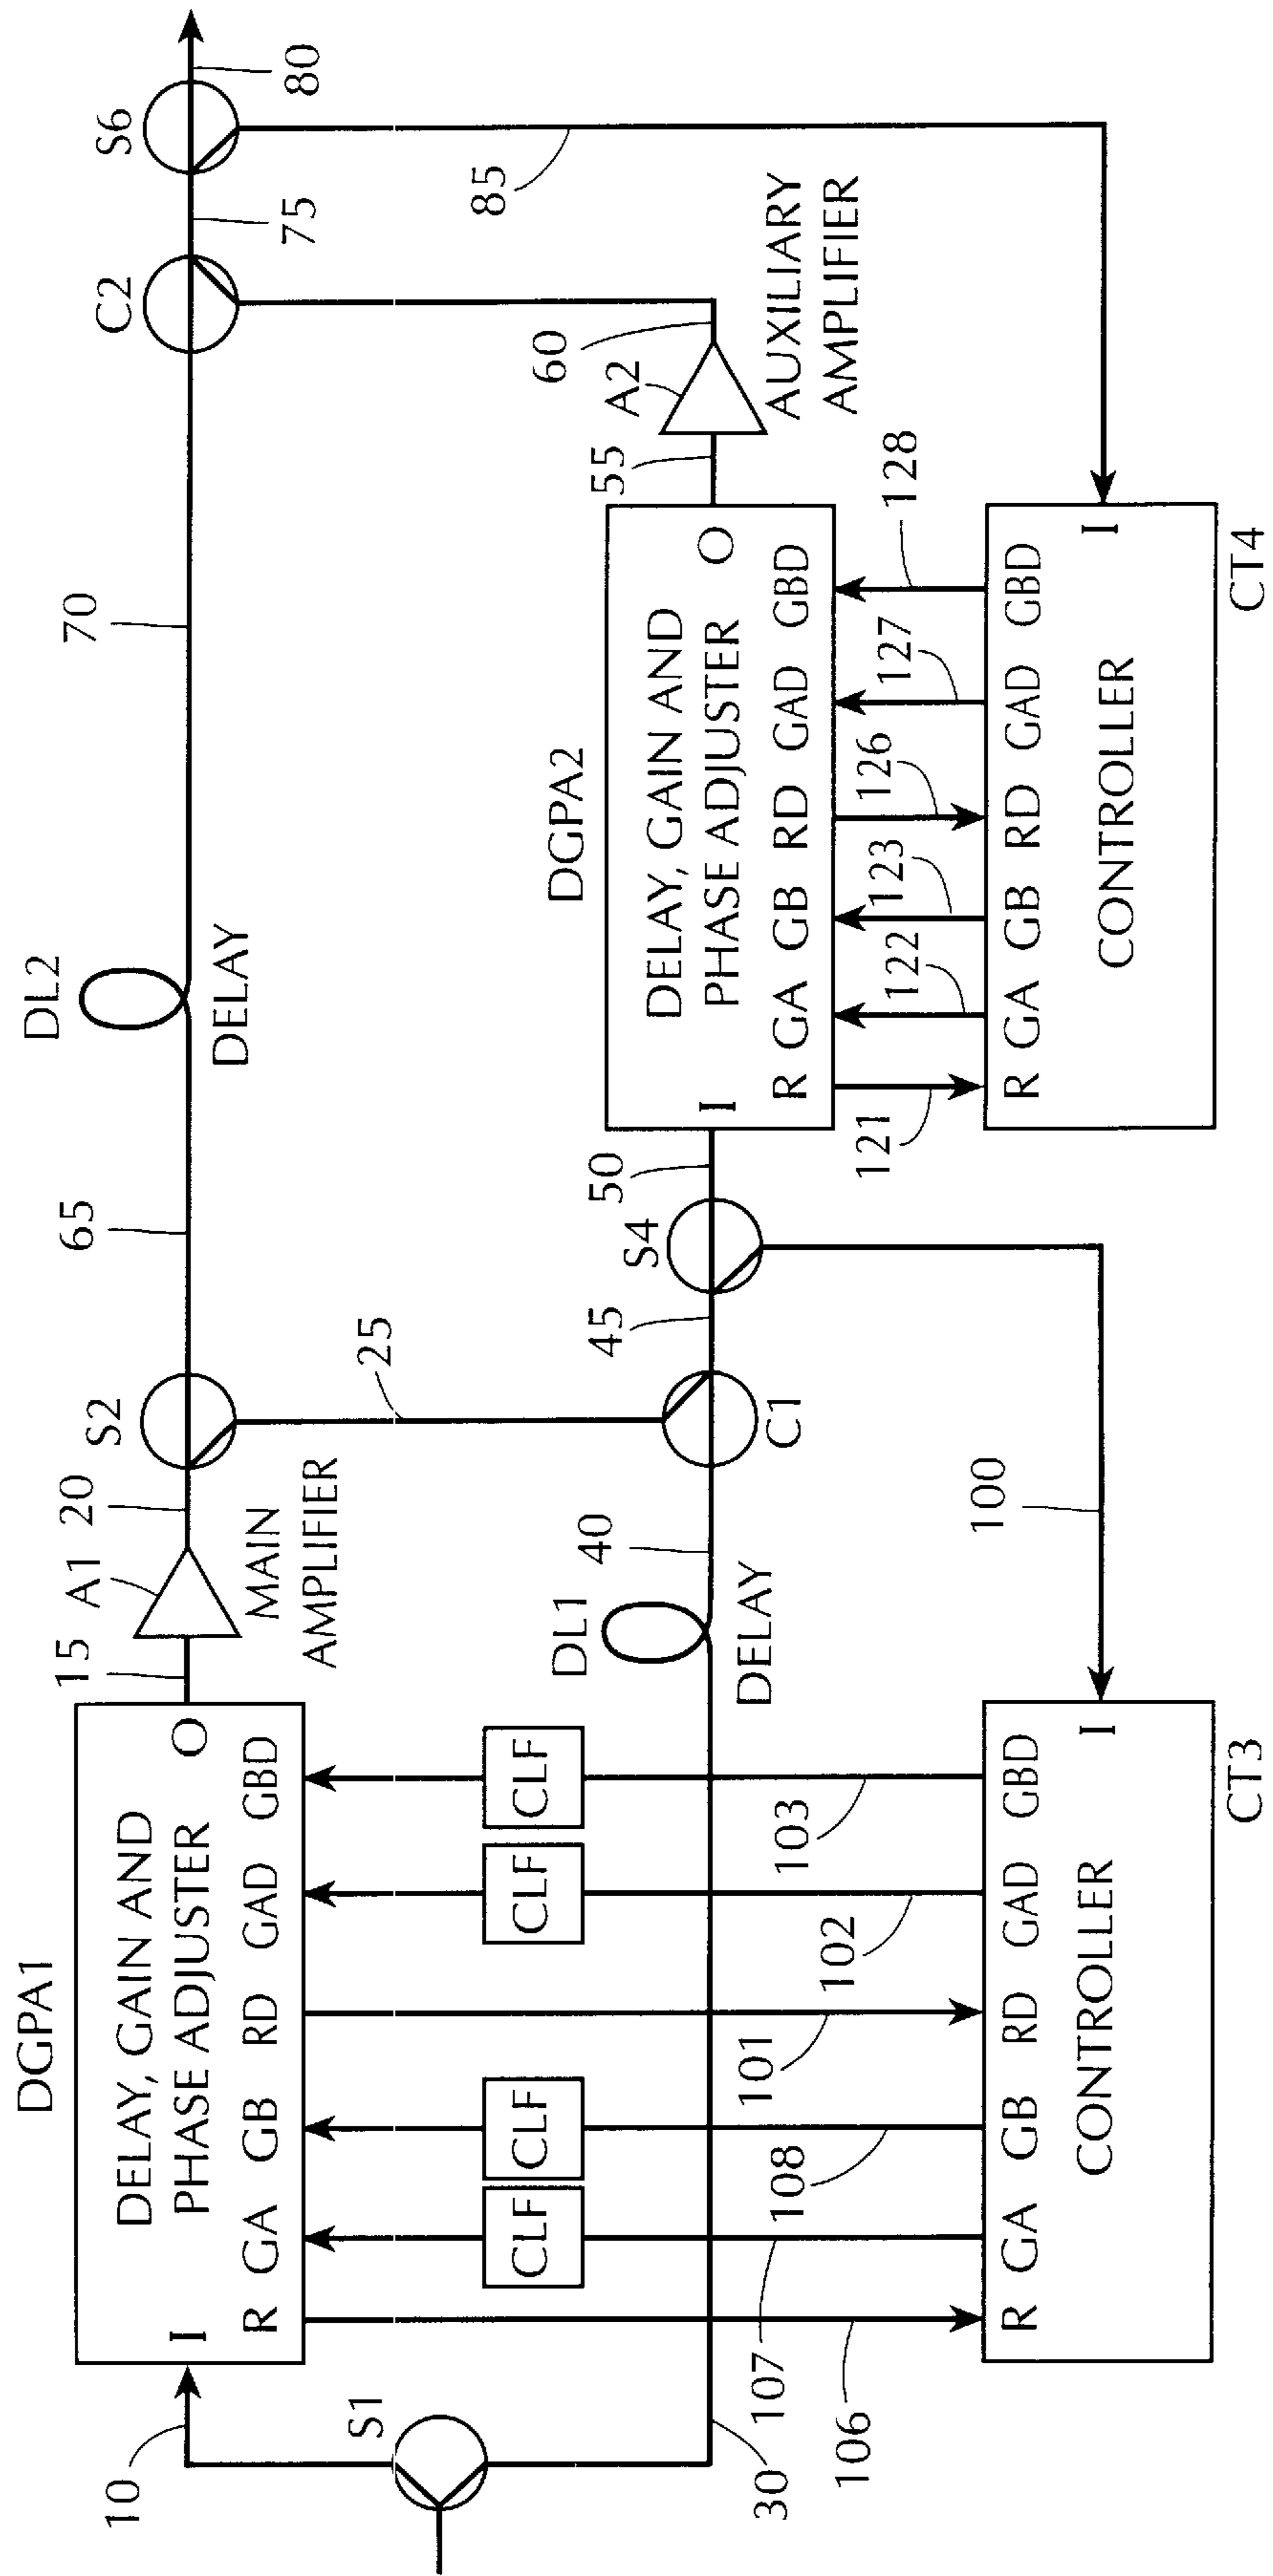 DGPA1
DELAY, GAIN AND
PHASE ADJUSTER
I
O
R GA GB RD GAD GBD
10
S1
15
A1
MAIN
AMPLIFIER
20
S2
65
DL2
DELAY
70
C2
75
S6
80
25
85
CLF
CLF
CLF
CLF
DL1
DELAY
30
40
C1
45
S4
50
DGPA2
DELAY, GAIN AND
PHASE ADJUSTER
I
O
R GA GB RD GAD GBD
55
A2
60
AUXILIARY
AMPLIFIER
106
107
108
101
102
103
100
R GA GB RD GAD GBD
I
CONTROLLER
CT3
121
122
123
126
127
128
R GA GB RD GAD GBD
I
CONTROLLER
CT4